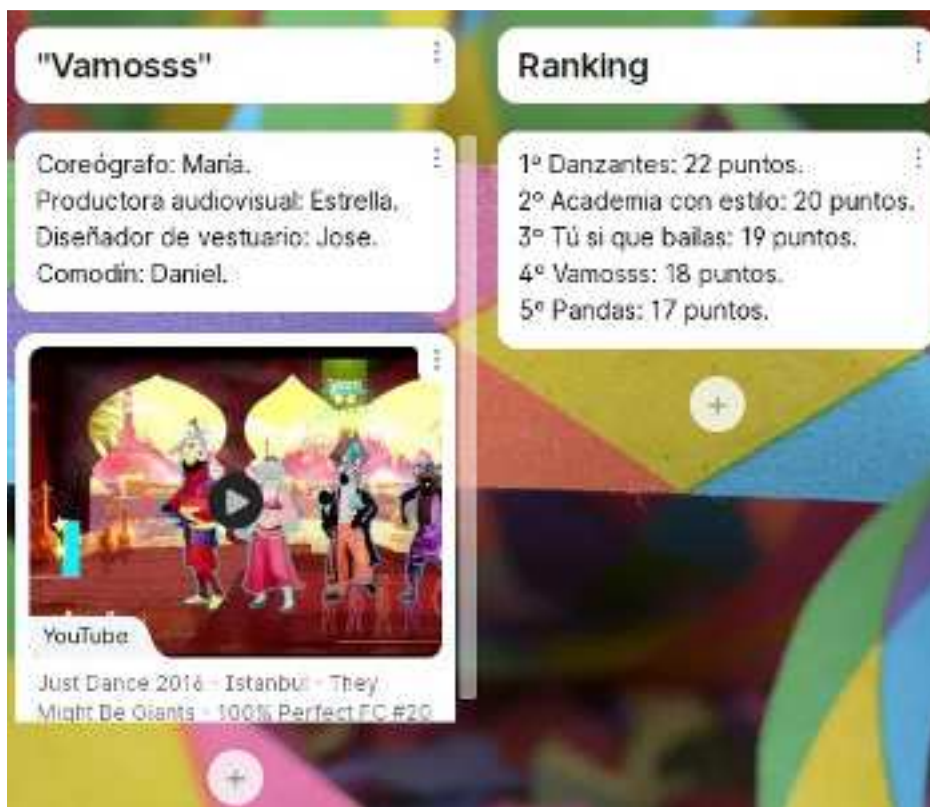 "Vamosss"
Coreógrafo: María.
Productora audiovisual: Estrella.
Diseñador de vestuario: Jose.
Comodín: Daniel.
YouTube
Just Dance 2016 - Istanbul - They
Might Be Giants - 100% Perfect FC #20
Ranking
1º Danzantes: 22 puntos.
2º Academia con estilo: 20 puntos.
3º Tú si que bailas: 19 puntos.
4º Vamosss: 18 puntos.
5º Pandas: 17 puntos.